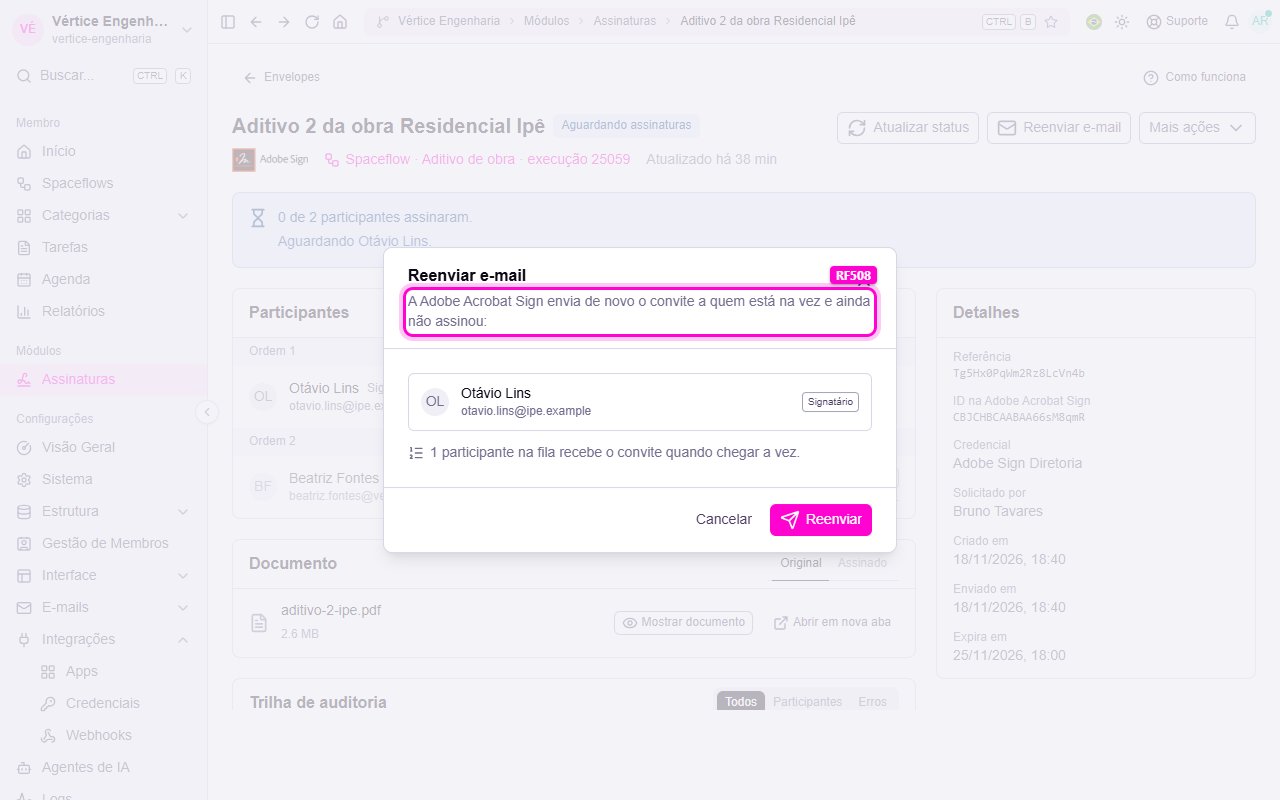 VÉ
Vértice Engenh...
vertice-engenharia
Vértice Engenharia
Módulos
Assinaturas
Aditivo 2 da obra Residencial Ipê
CTRL
B
Suporte
AR
Buscar...
CTRL
K
Envelopes
Como funciona
Membro
Início
Spaceflows
Categorias
Tarefas
Agenda
Relatórios
Módulos
Assinaturas
Configurações
Visão Geral
Sistema
Estrutura
Gestão de Membros
Interface
E-mails
Integrações
Apps
Credenciais
Webhooks
Agentes de IA
Logs
Aditivo 2 da obra Residencial Ipê
Aguardando assinaturas
Atualizar status
Reenviar e-mail
Mais ações
Adobe Sign
Spaceflow · Aditivo de obra · execução 25059
Atualizado há 38 min
0 de 2 participantes assinaram.
Aguardando Otávio Lins.
Participantes
Ordem 1
OL
Otávio Lins
otavio.lins@ipe.ex
Ordem 2
BF
Beatriz Fontes
beatriz.fontes@vé
Reenviar e-mail
RF508
A Adobe Acrobat Sign envia de novo o convite a quem está na vez e ainda
não assinou:
OL
Otávio Lins
otavio.lins@ipe.example
Signatário
1 participante na fila recebe o convite quando chegar a vez.
Cancelar
Reenviar
Documento
Original
Assinado
aditivo-2-ipe.pdf
2.6 MB
Mostrar documento
Abrir em nova aba
Trilha de auditoria
Todos
Participantes
Erros
Detalhes
Referência
Tg5Hx0PqWm2Rz8LcVn4b
ID na Adobe Acrobat Sign
CBJCHBCAABAA66sM8qmR
Credencial
Adobe Sign Diretoria
Solicitado por
Bruno Tavares
Criado em
18/11/2026, 18:40
Enviado em
18/11/2026, 18:40
Expira em
25/11/2026, 18:00